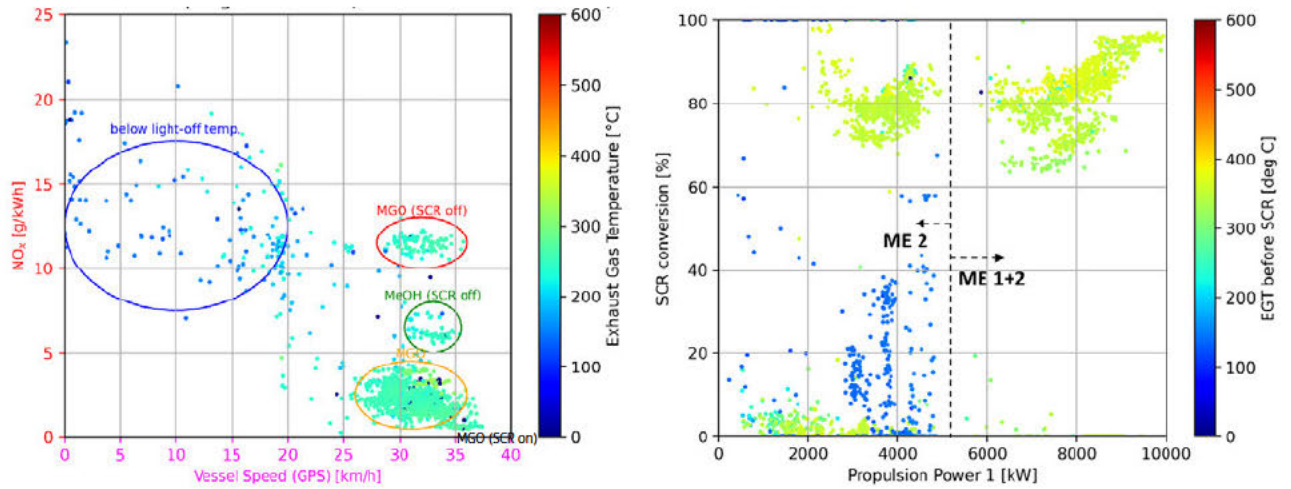 600
500
400
300
200
100
0
Exhaust Gas Temperature [°C]
25
20
15
10
5
0
NOx [g/kWh]
below light-off temp.
MGO (SCR off)
MeOH (SCR off)
MGO
MGO (SCR on)
0 5 10 15 20 25 30 35 40
Vessel Speed (GPS) [km/h]
100
80
60
40
20
0
SCR conversion [%]
ME 2
ME 1+2
0 2000 4000 6000 8000 10000
Propulsion Power 1 [kW]
600
500
400
300
200
100
0
EGT before SCR [deg C]